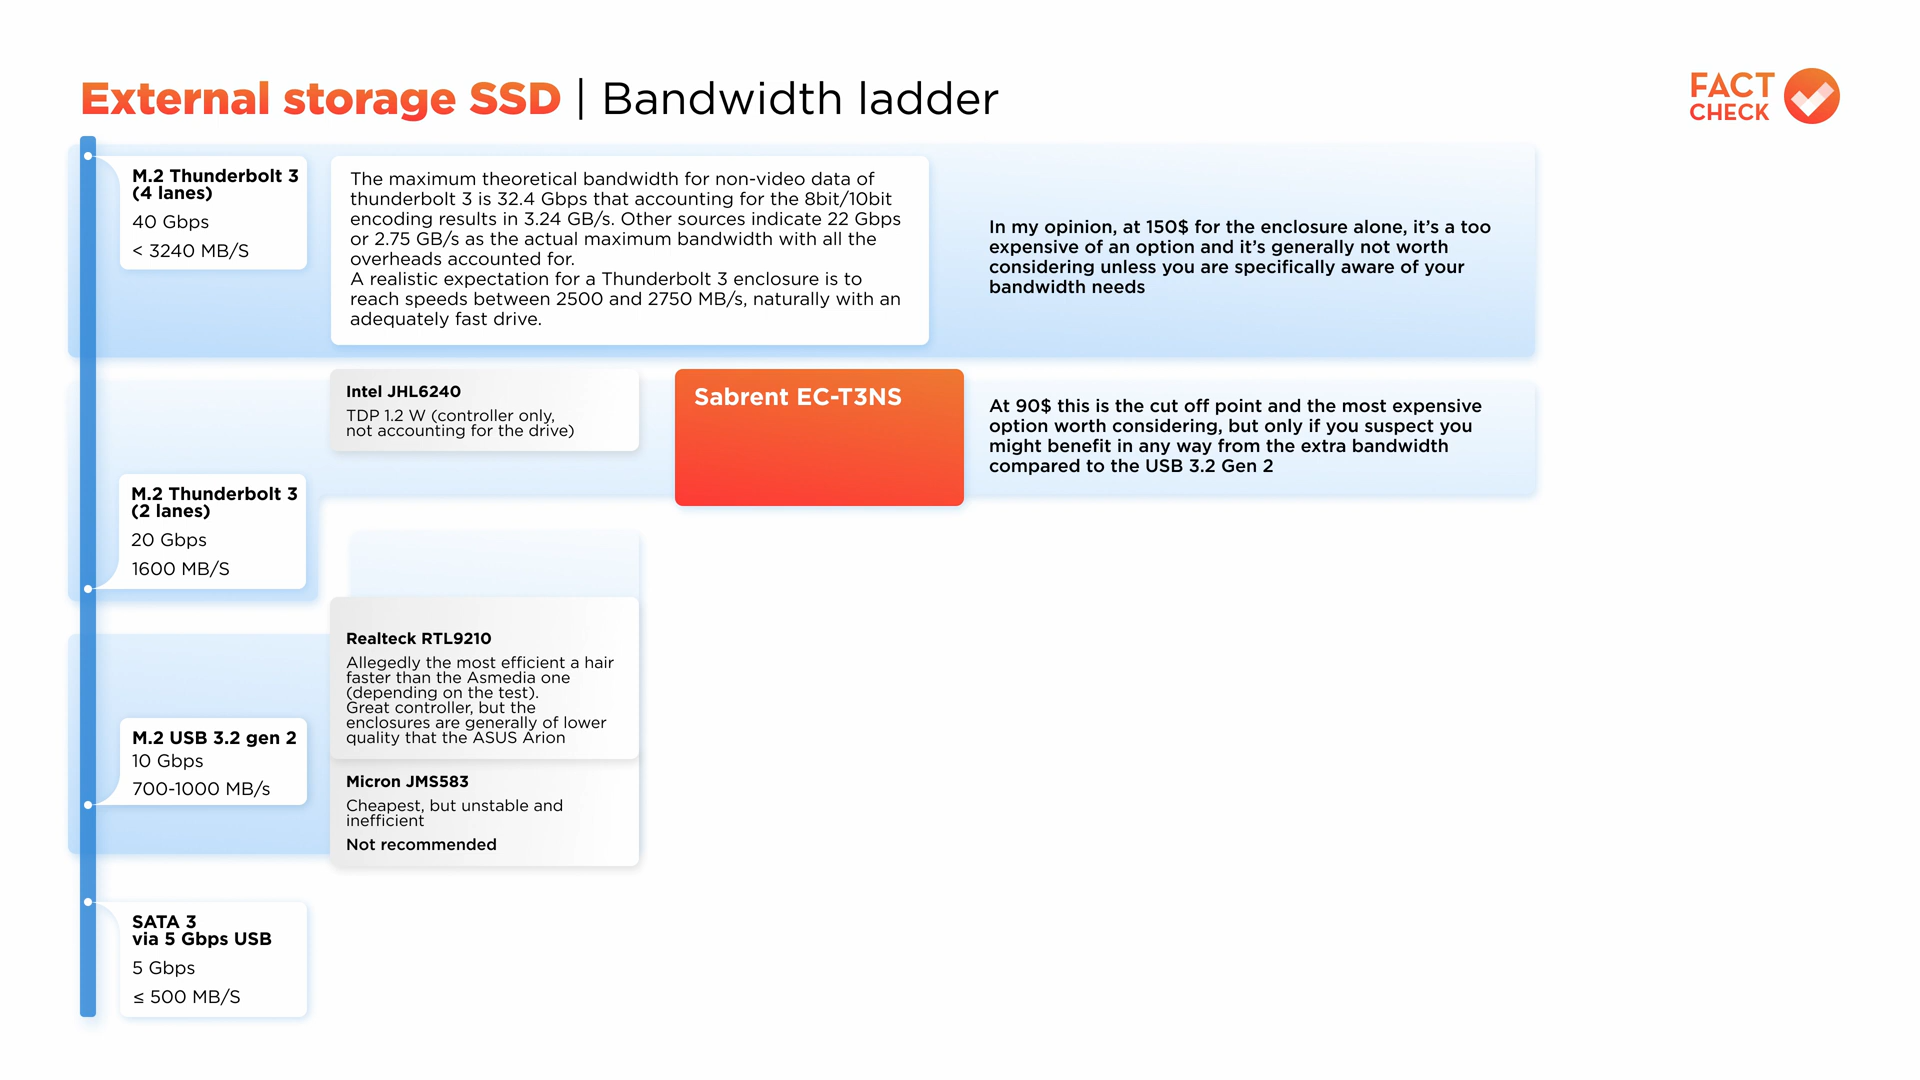 External storage SSD | Bandwidth ladder
FACT
CHECK
M.2 Thunderbolt 3
(4 lanes)
40 Gbps
< 3240 MB/S
The maximum theoretical bandwidth for non-video data of
thunderbolt 3 is 32.4 Gbps that accounting for the 8bit/10bit
encoding results in 3.24 GB/s. Other sources indicate 22 Gbps
or 2.75 GB/s as the actual maximum bandwidth with all the
overheads accounted for.
A realistic expectation for a Thunderbolt 3 enclosure is to
reach speeds between 2500 and 2750 MB/s, naturally with an
adequately fast drive.
In my opinion, at 150$ for the enclosure alone, it's a too
expensive of an option and it's generally not worth
considering unless you are specifically aware of your
bandwidth needs
Intel JHL6240
TDP 1.2 W (controller only,
not accounting for the drive)
Sabrent EC-T3NS
At 90$ this is the cut off point and the most expensive
option worth considering, but only if you suspect you
might benefit in any way from the extra bandwidth
compared to the USB 3.2 Gen 2
M.2 Thunderbolt 3
(2 lanes)
20 Gbps
1600 MB/S
Realteck RTL9210
Allegedly the most efficient a hair
faster than the Asmedia one
(depending on the test).
Great controller, but the
enclosures are generally of lower
quality that the ASUS Arion
M.2 USB 3.2 gen 2
10 Gbps
700-1000 MB/s
Micron JMS583
Cheapest, but unstable and
inefficient
Not recommended
SATA 3
via 5 Gbps USB
5 Gbps
≤ 500 MB/S